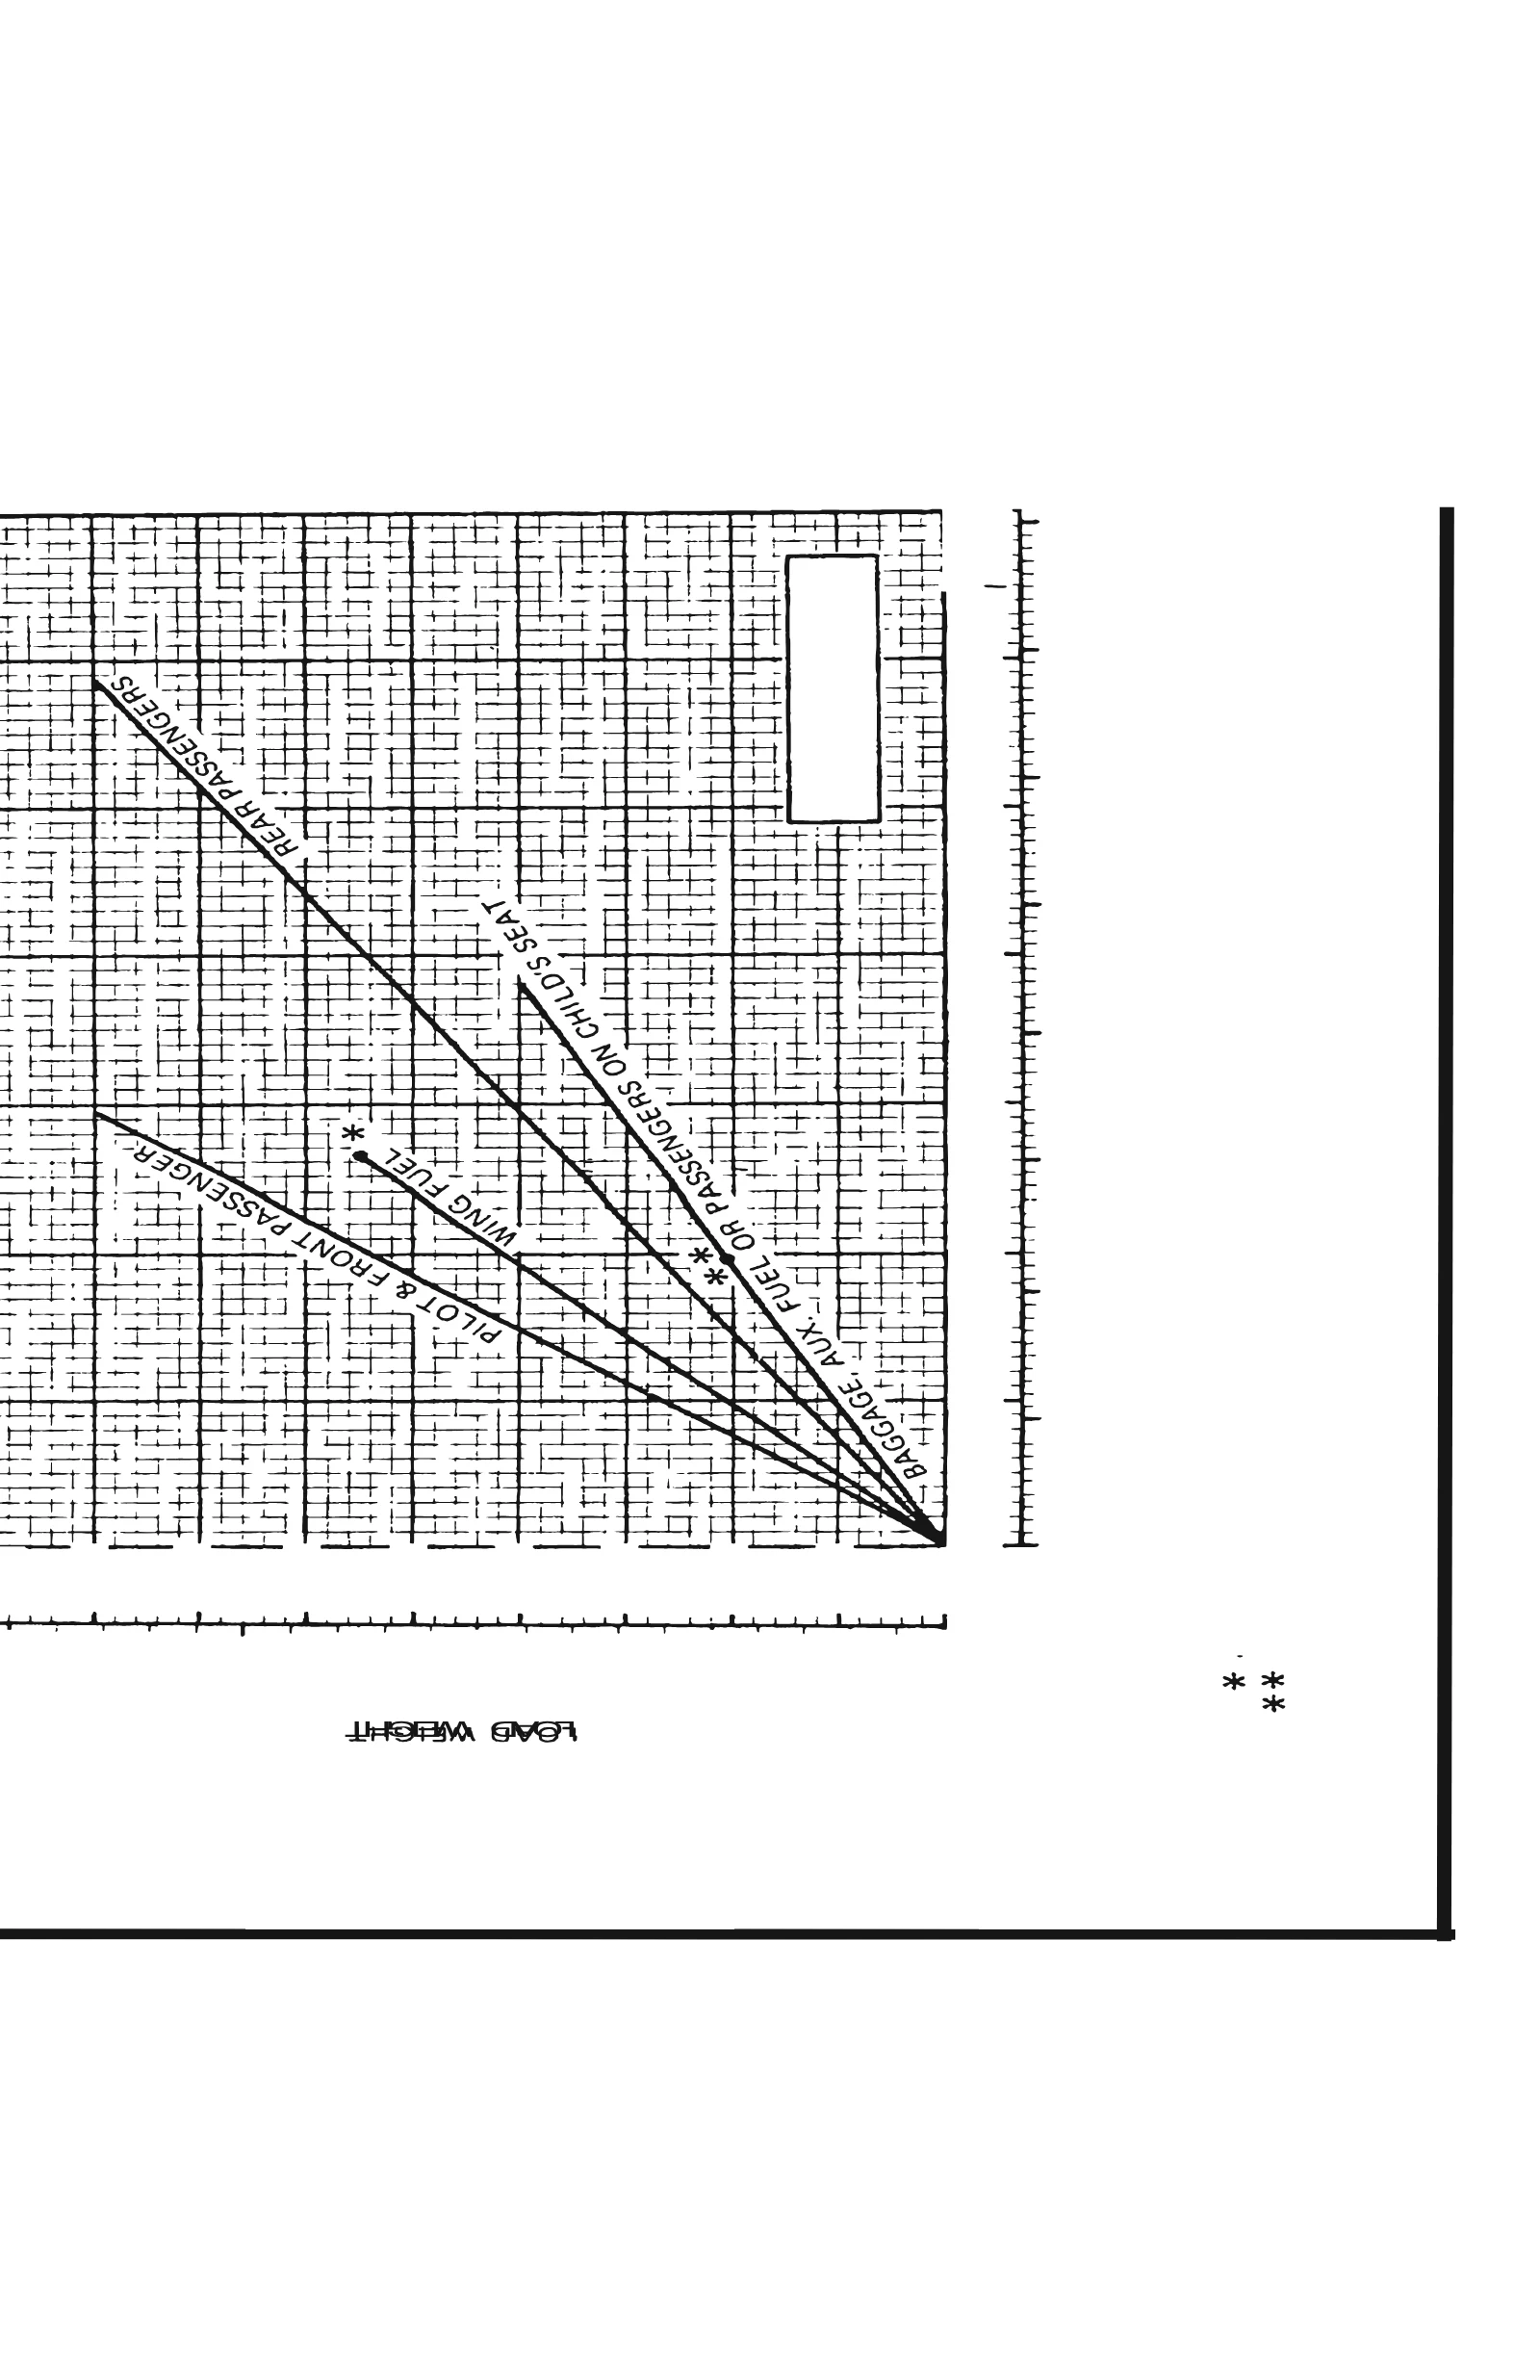 REAR PASSENGERS
BAGGAGE, AUX. FUEL OR PASSENGERS ON CHILD'S SEAT
*
WING FUEL
PILOT & FRONT PASSENGER
**
LOAD WEIGHT
*
**